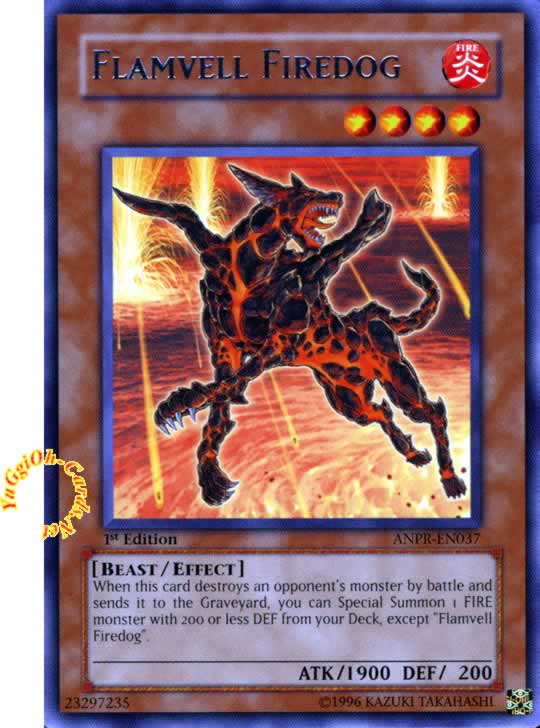 FLAMVELL FIREDOG
FIRE
炎
1st Edition
ANPR-EN037
[BEAST/EFFECT]
When this card destroys an opponent's monster by battle and
sends it to the Graveyard, you can Special Summon 1 FIRE
monster with 200 or less DEF from your Deck, except "Flamvell
Firedog".
ATK/1900 DEF/ 200
23297235
©1996 KAZUKI TAKAHASHI
YuGgiOh-Cards.Net